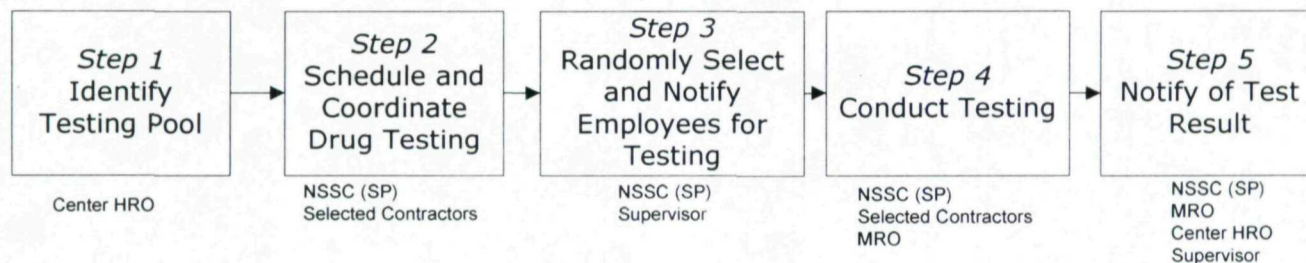 Step 1
Identify
Testing Pool
Center HRO
Step 2
Schedule and
Coordinate
Drug Testing
NSSC (SP)
Selected Contractors
Step 3
Randomly Select
and Notify
Employees for
Testing
NSSC (SP)
Supervisor
Step 4
Conduct Testing
NSSC (SP)
Selected Contractors
MRO
Step 5
Notify of Test
Result
NSSC (SP)
MRO
Center HRO
Supervisor